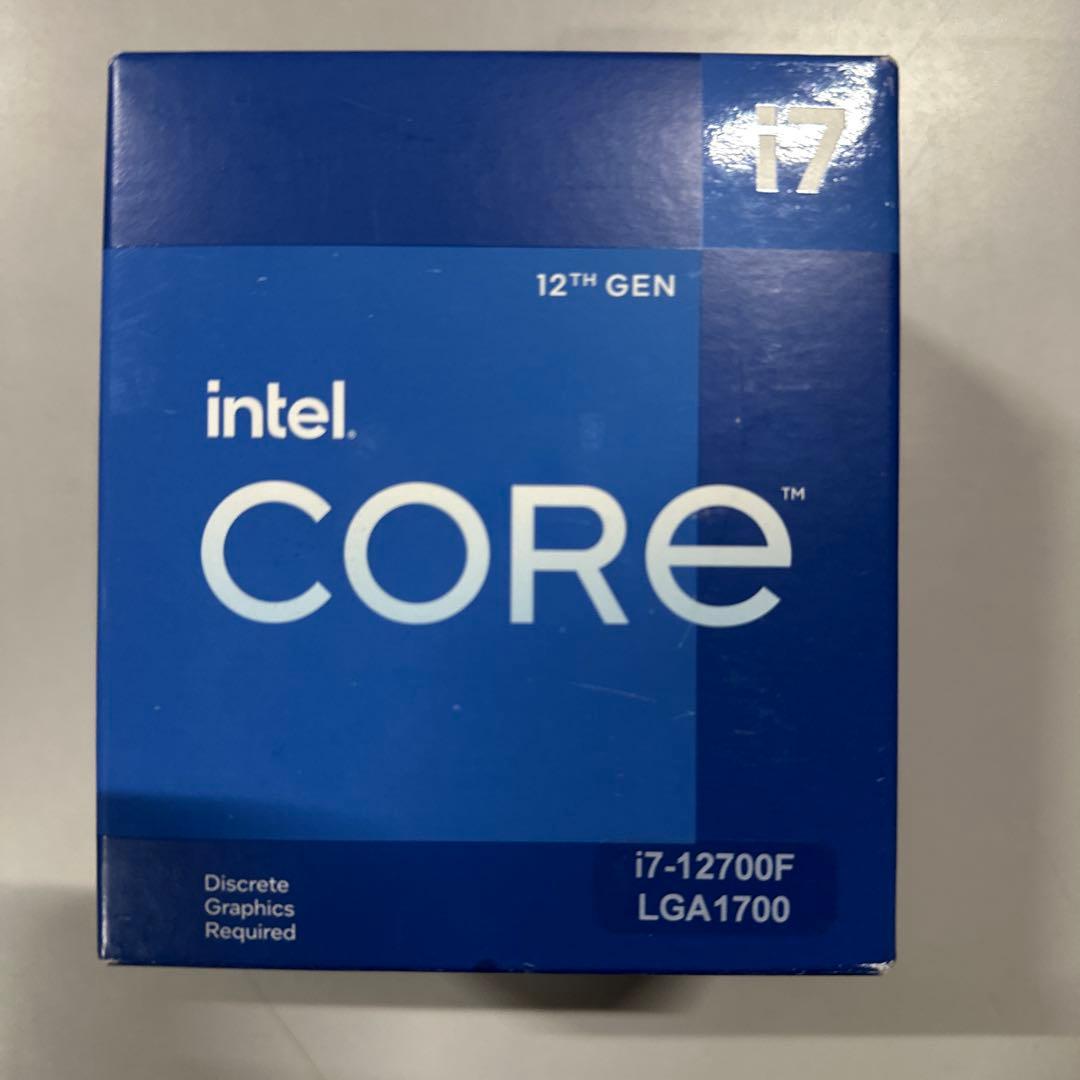 i7
12TH GEN
intel.
CORe™
Discrete
Graphics
Required
i7-12700F
LGA1700